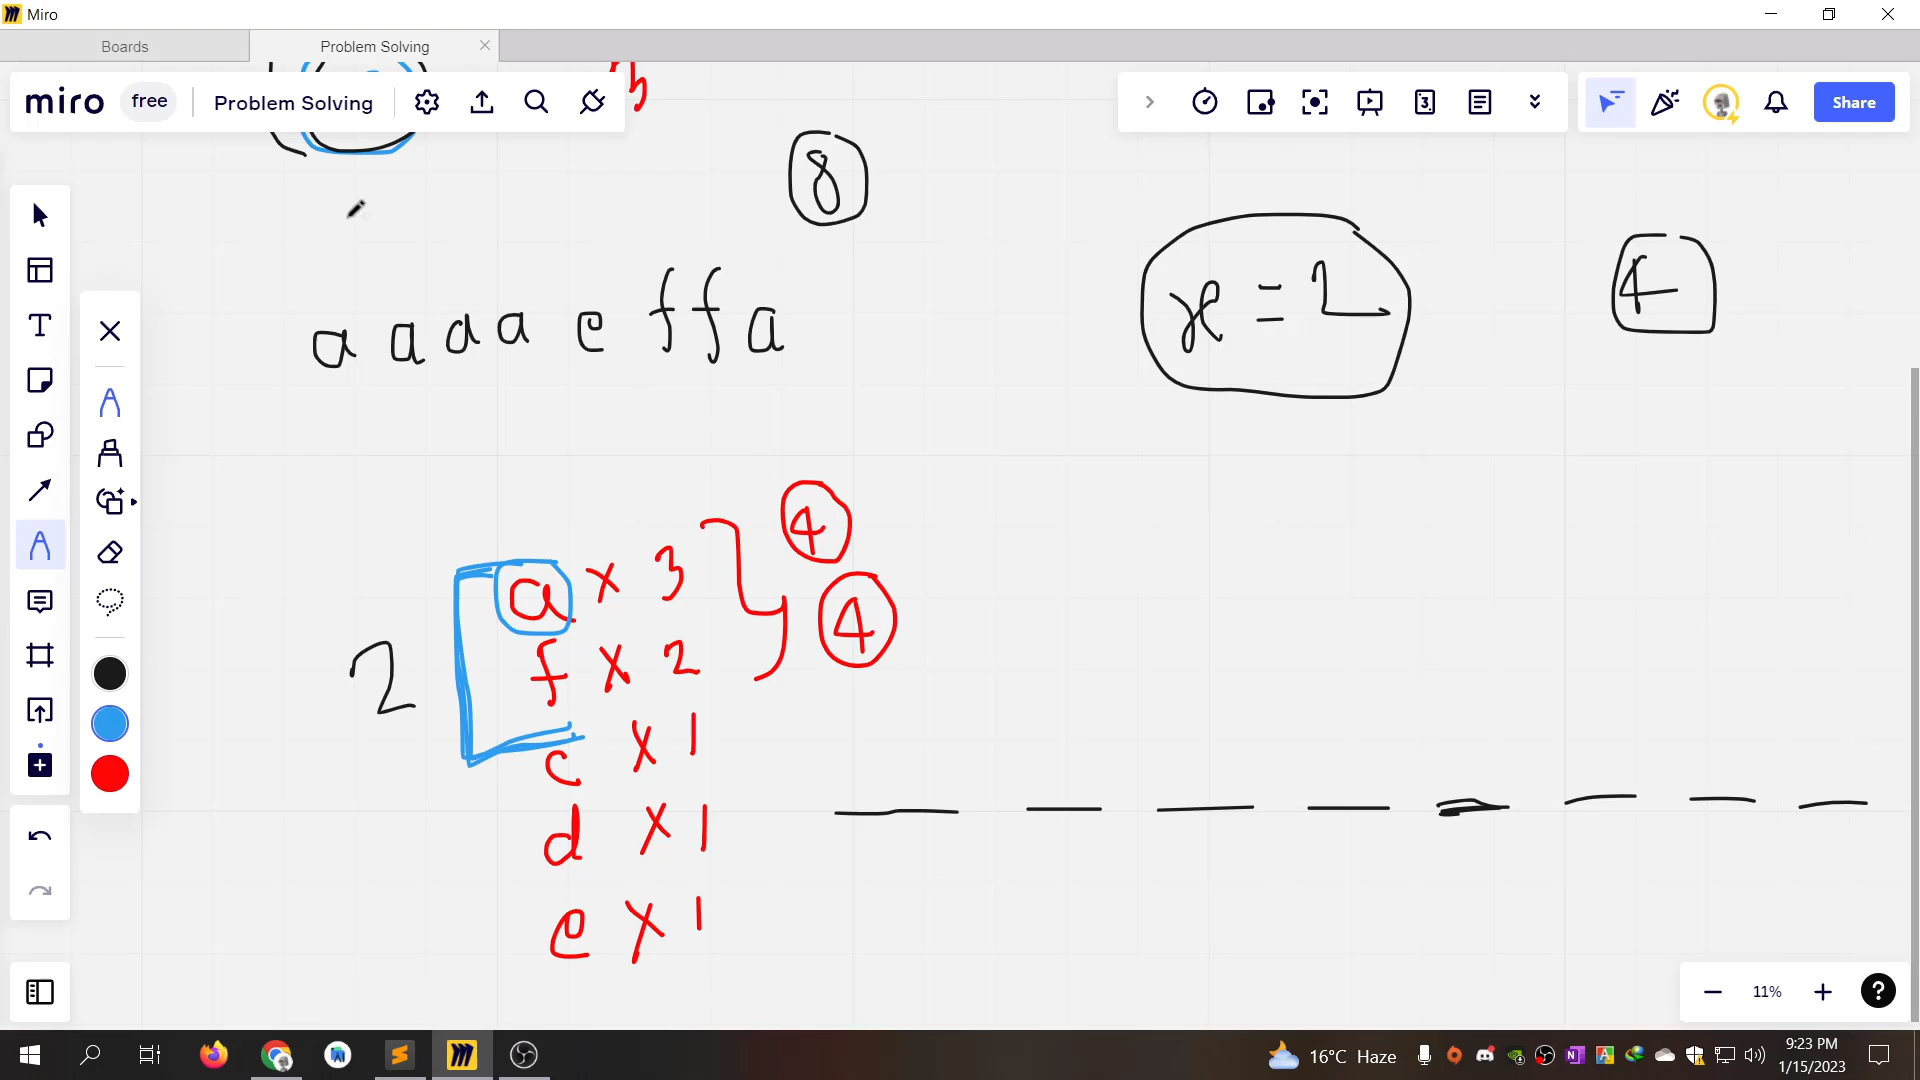 Miro
Boards
Problem Solving
miro free Problem Solving
3
Share
8
a a a a e f f a
x = 2
4
4
a x 3
4
2
f x 2
c x 1
d x 1
e x 1
11%
?
16°C Haze
9:23 PM
1/15/2023